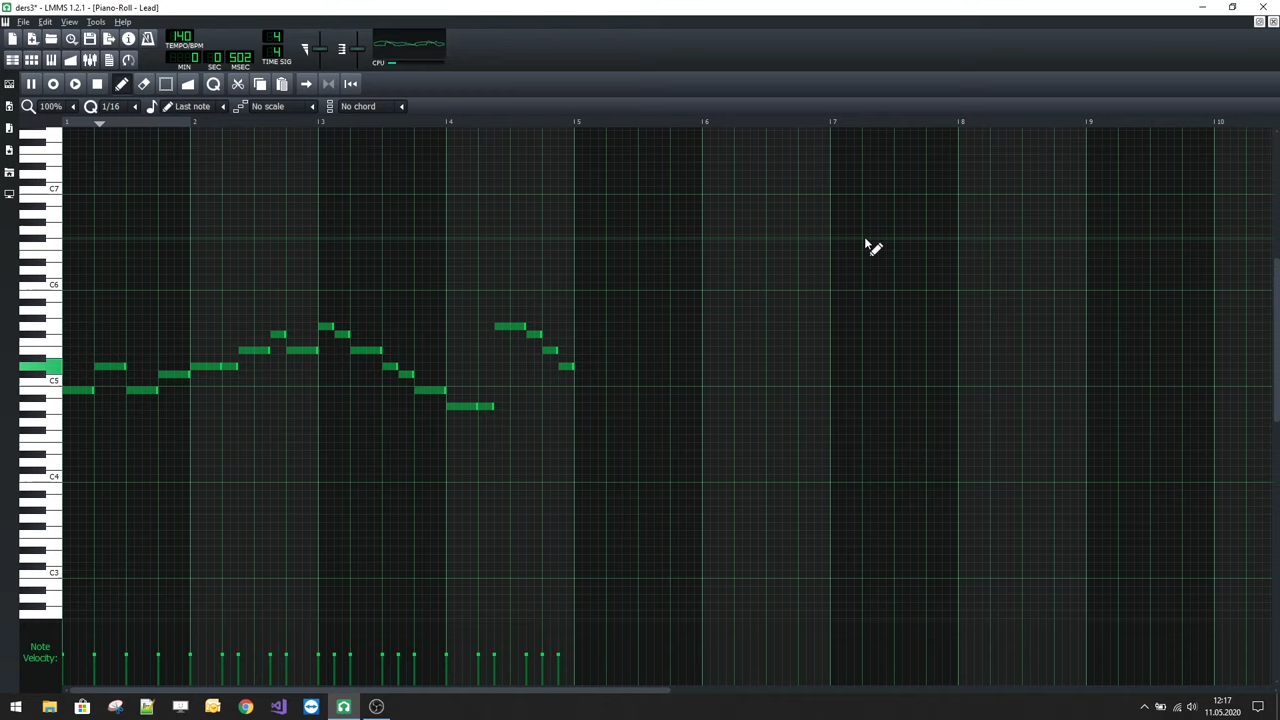 ders3* - LMMS 1.2.1 - [Piano-Roll - Lead]
File Edit View Tools Help
140
TEMPO/BPM
0 0 502
MIN SEC MSEC
4
4
TIME SIG
CPU
100% 1/16 Last note No scale No chord
1 2 3 4 5 6 7 8 9 10
C7
C6
C5
C4
C3
Note
Velocity:
12:17
11.05.2020